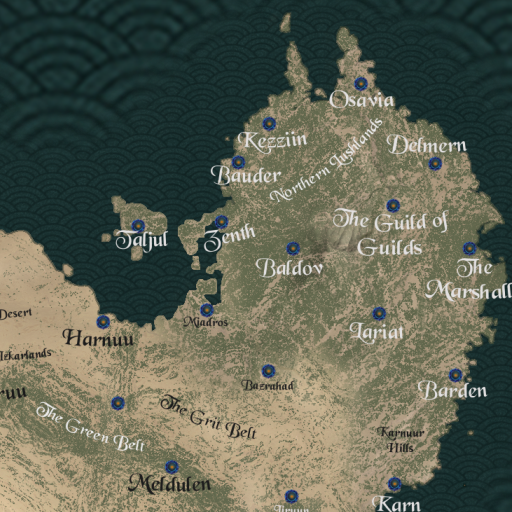 Osavia
Kezziin
Northern Lushlands
Delmern
Bauder
The Guild of
Guilds
Taljul
Zenth
Baldov
The
Marshall
Desert
Mjadros
Harnuu
Lariat
Bazrahad
Barden
The Green Belt
The Grit Belt
Karnuur
Hills
Meldulen
Karn